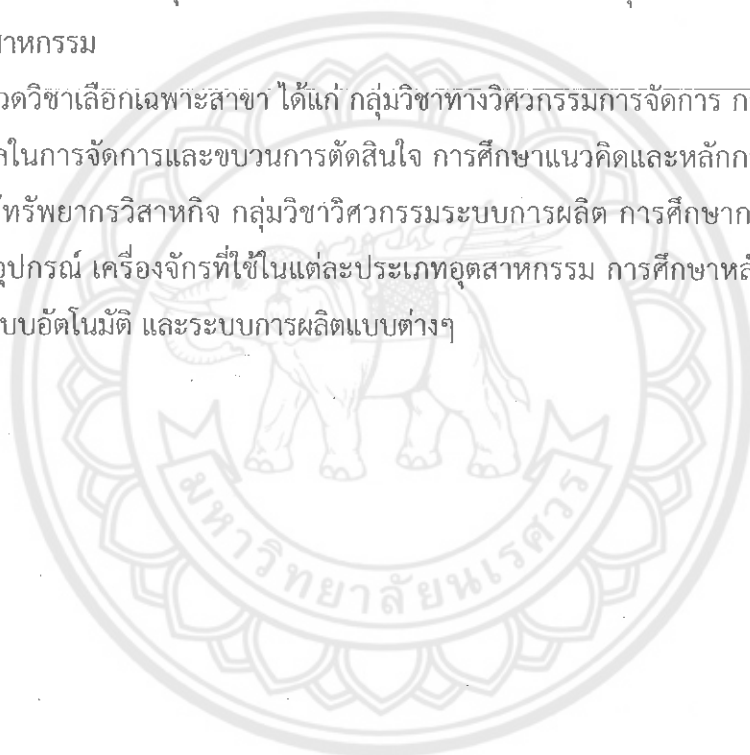 สาหกรรม
วดวิชาเลือกเฉพาะสาขา ได้แก่ กลุ่มวิชาทางวิศวกรรมการจัดการ ก
ลในการจัดการและขบวนการตัดสินใจ การศึกษาแนวคิดและหลักก
ทรัพยากรวิสาหกิจ กลุ่มวิชาวิศวกรรมระบบการผลิต การศึกษาก
อุปกรณ์ เครื่องจักรที่ใช้ในแต่ละประเภทอุตสาหกรรม การศึกษาห
บบอัตโนมัติ และระบบการผลิตแบบต่างๆ
มหาวิทยาลัยนเรศวร